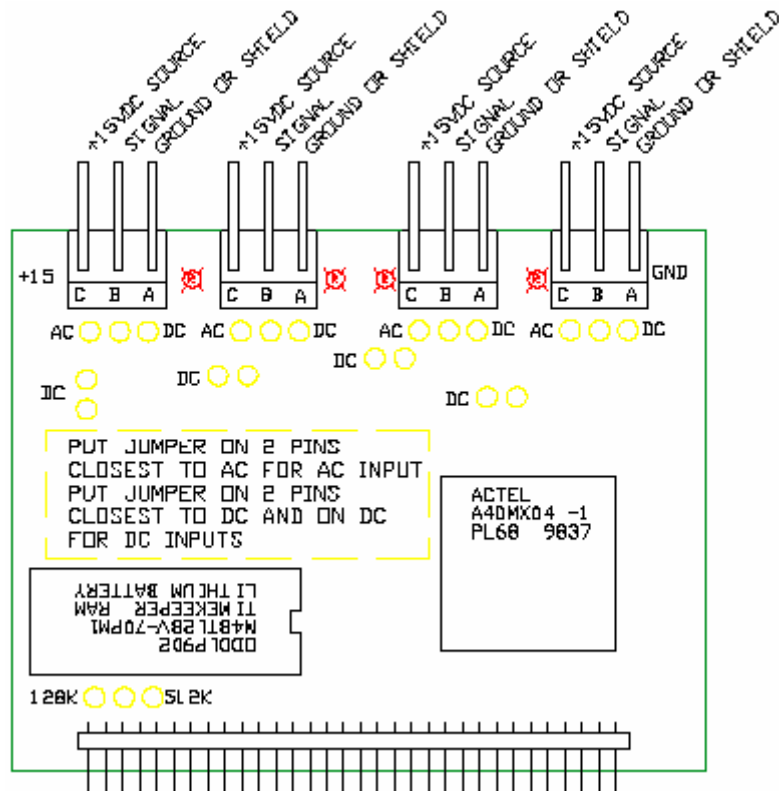 ↑15VDC SOURCE
SIGNAL
GROUND OR SHIELD
↑15VDC SOURCE
SIGNAL
GROUND OR SHIELD
↑15VDC SOURCE
SIGNAL
GROUND OR SHIELD
↑15VDC SOURCE
SIGNAL
GROUND OR SHIELD
+15
C B A
C B A
C B A
C B A
GND
AC DC
AC DC
AC DC
AC DC
DC
DC
DC
DC
PUT JUMPER ON 2 PINS
CLOSEST TO AC FOR AC INPUT
PUT JUMPER ON 2 PINS
CLOSEST TO DC AND ON DC
FOR DC INPUTS
ACTEL
A40MX04 -1
PL68 9837
ODDLP902
M48TL28V-70PM1
TIMEKEEPER RAM
LITHIUM BATTERY
128K 512K